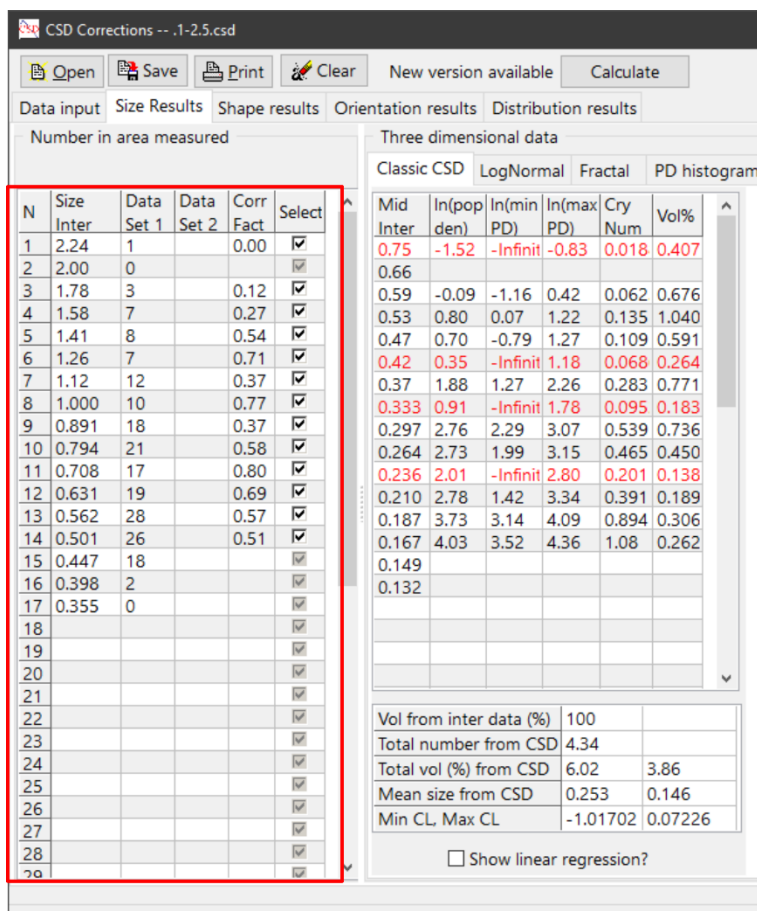 CSD Corrections -- .1-2.5.csd
Open Save Print Clear New version available Calculate
Data input Size Results Shape results Orientation results Distribution results
Number in area measured
N Size Inter Data Set 1 Data Set 2 Corr Fact Select
1 2.24 1 0.00
2 2.00 0
3 1.78 3 0.12
4 1.58 7 0.27
5 1.41 8 0.54
6 1.26 7 0.71
7 1.12 12 0.37
8 1.000 10 0.77
9 0.891 18 0.37
10 0.794 21 0.58
11 0.708 17 0.80
12 0.631 19 0.69
13 0.562 28 0.57
14 0.501 26 0.51
15 0.447 18
16 0.398 2
17 0.355 0
18
19
20
21
22
23
24
25
26
27
28
29
Three dimensional data
Classic CSD LogNormal Fractal PD histogram
Mid Inter ln(pop den) ln(min PD) ln(max PD) Cry Num Vol%
0.75 -1.52 -Infinit -0.83 0.018 0.407
0.66
0.59 -0.09 -1.16 0.42 0.062 0.676
0.53 0.80 0.07 1.22 0.135 1.040
0.47 0.70 -0.79 1.27 0.109 0.591
0.42 0.35 -Infinit 1.18 0.068 0.264
0.37 1.88 1.27 2.26 0.283 0.771
0.333 0.91 -Infinit 1.78 0.095 0.183
0.297 2.76 2.29 3.07 0.539 0.736
0.264 2.73 1.99 3.15 0.465 0.450
0.236 2.01 -Infinit 2.80 0.201 0.138
0.210 2.78 1.42 3.34 0.391 0.189
0.187 3.73 3.14 4.09 0.894 0.306
0.167 4.03 3.52 4.36 1.08 0.262
0.149
0.132
Vol from inter data (%) 100
Total number from CSD 4.34
Total vol (%) from CSD 6.02 3.86
Mean size from CSD 0.253 0.146
Min CL, Max CL -1.01702 0.07226
Show linear regression?